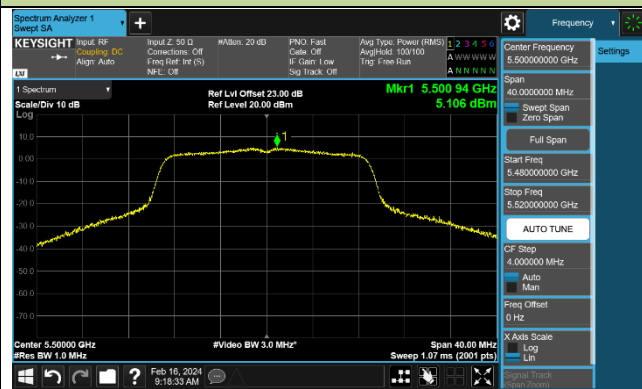 Spectrum Analyzer 1
Swept SA
Frequency
KEYSIGHT
Input: RF
Coupling: DC
Align: Auto
Input Z: 50 Ω
Corrections: Off
Freq Ref: Int (S)
NFE: Off
#Atten: 20 dB
PNO: Fast
Gate: Off
IF Gain: Low
Sig Track: Off
Avg Type: Power (RMS)
Avg|Hold: 100/100
Trig: Free Run
1 2 3 4 5 6
A W W W W W
A N N N N N
LXI
1 Spectrum
Scale/Div 10 dB
Log
Ref Lvl Offset 23.00 dB
Ref Level 20.00 dBm
Mkr1 5.500 94 GHz
5.106 dBm
1
10.0
0.00
-10.0
-20.0
-30.0
-40.0
-50.0
-60.0
-70.0
Center 5.50000 GHz
#Res BW 1.0 MHz
#Video BW 3.0 MHz*
Span 40.00 MHz
Sweep 1.07 ms (2001 pts)
Feb 16, 2024
9:18:33 AM
Center Frequency
5.500000000 GHz
Settings
Span
40.0000000 MHz
Swept Span
Zero Span
Full Span
Start Freq
5.480000000 GHz
Stop Freq
5.520000000 GHz
AUTO TUNE
CF Step
4.000000 MHz
Auto
Man
Freq Offset
0 Hz
X Axis Scale
Log
Lin
Signal Track
(Span Zoom)